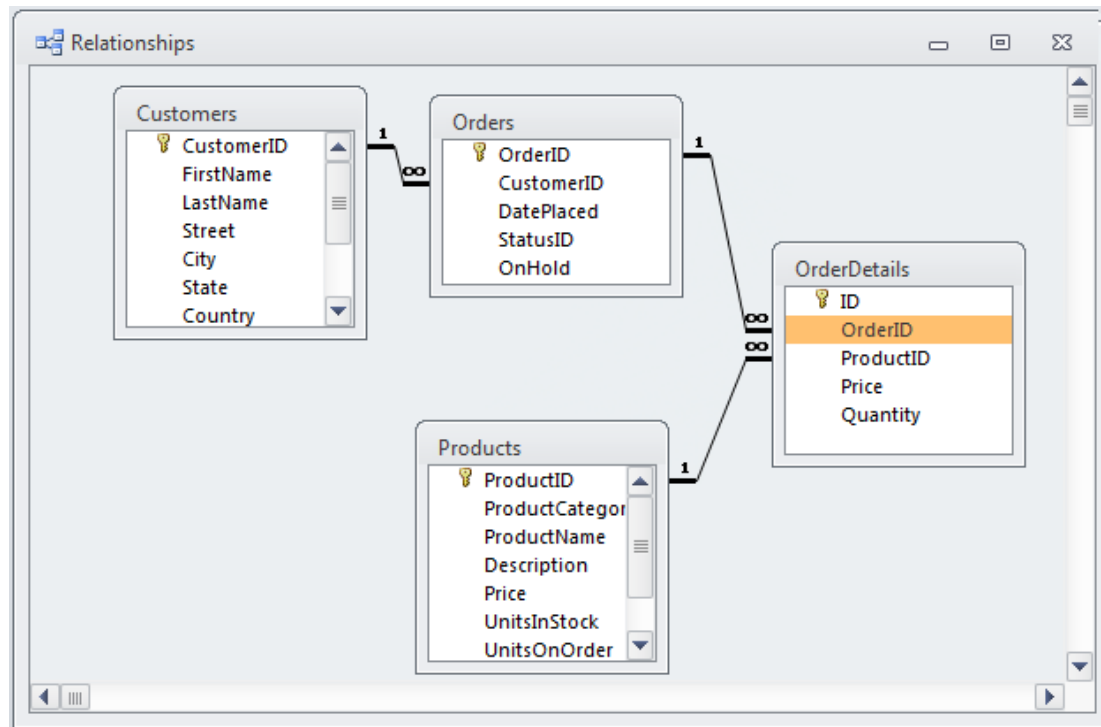 Relationships
Customers
CustomerID
FirstName
LastName
Street
City
State
Country
1
∞
Orders
OrderID
CustomerID
DatePlaced
StatusID
OnHold
1
∞
∞
OrderDetails
ID
OrderID
ProductID
Price
Quantity
Products
ProductID
ProductCategor
ProductName
Description
Price
UnitsInStock
UnitsOnOrder
1